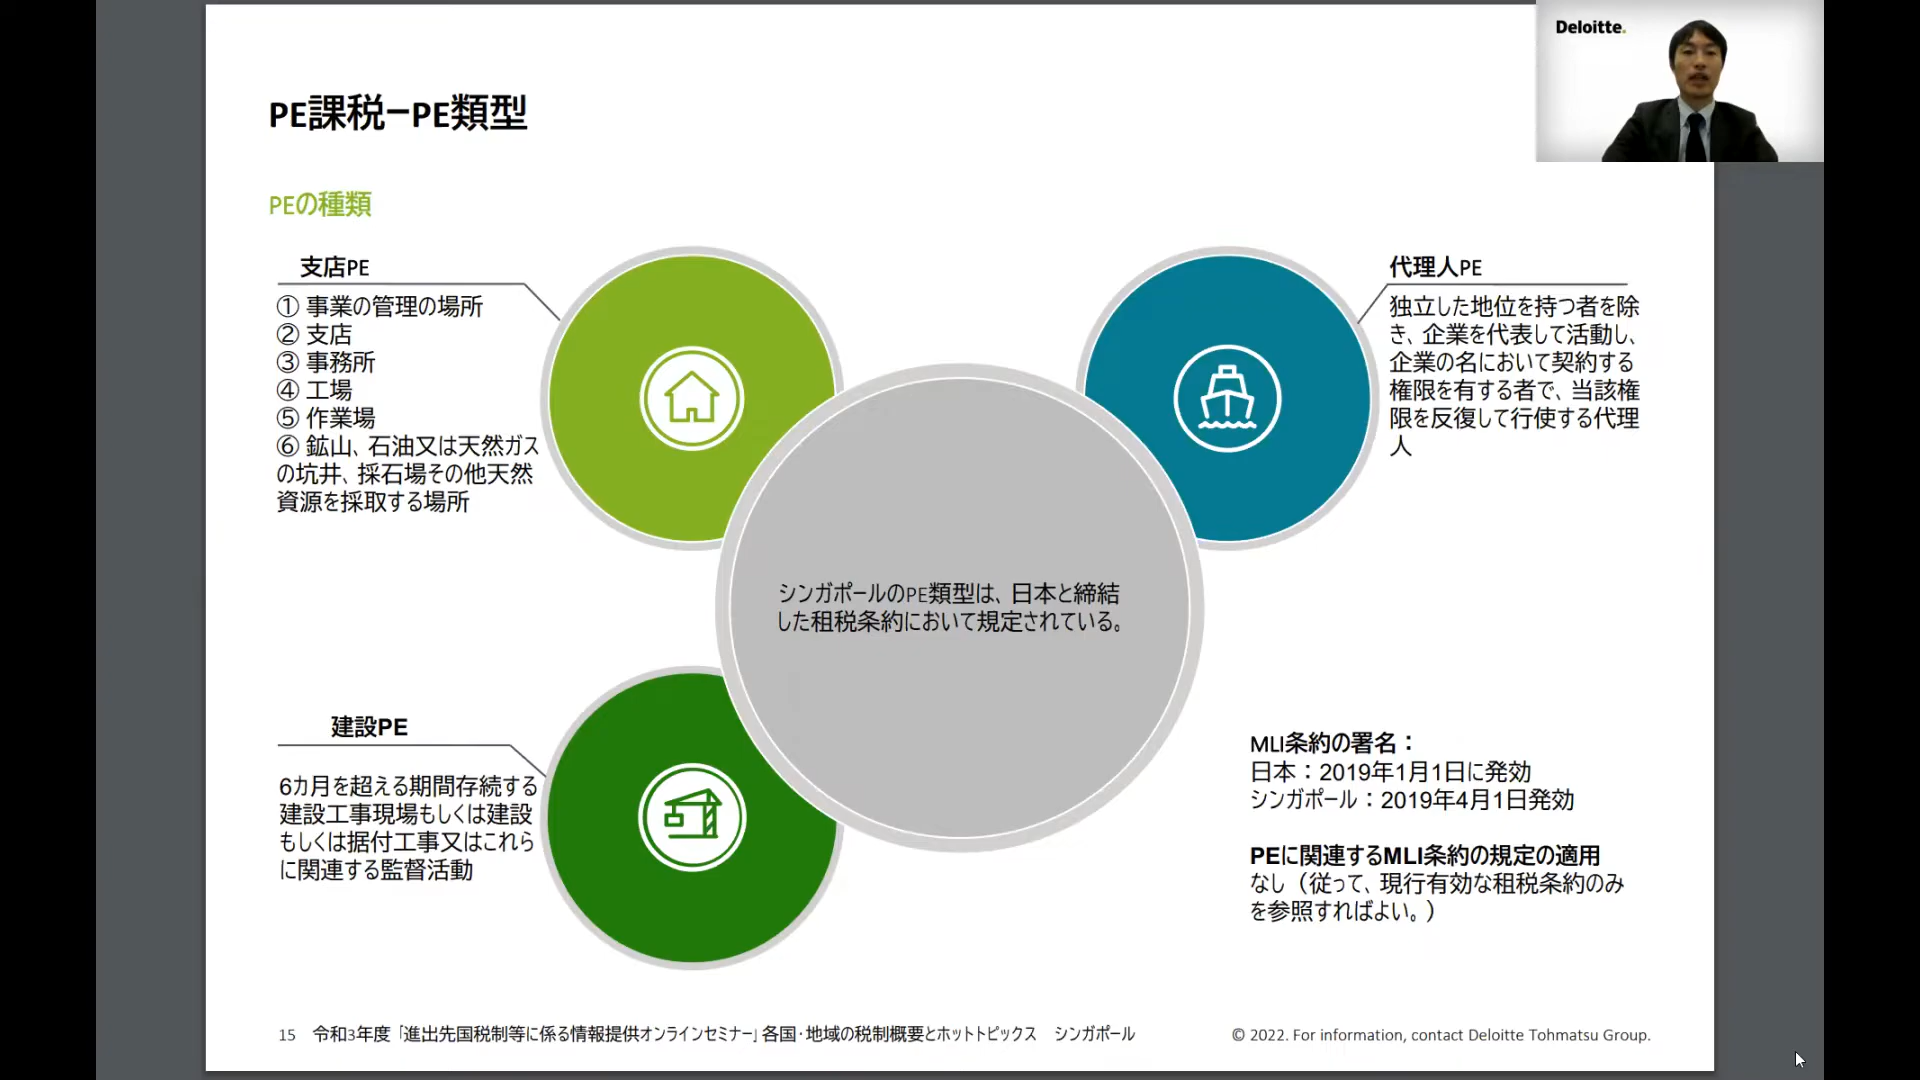 Deloitte.
PE課税ーPE類型
PEの種類
支店PE
① 事業の管理の場所
② 支店
③ 事務所
④ 工場
⑤ 作業場
⑥ 鉱山、石油又は天然ガス
の坑井、採石場その他天然
資源を採取する場所
代理人PE
独立した地位を持つ者を除
き、企業を代表して活動し、
企業の名において契約する
権限を有する者で、当該権
限を反復して行使する代理
人
シンガポールのPE類型は、日本と締結
した租税条約において規定されている。
建設PE
6カ月を超える期間存続する
建設工事現場もしくは建設
もしくは据付工事又はこれら
に関連する監督活動
MLI条約の署名：
日本：2019年1月1日に発効
シンガポール：2019年4月1日発効
PEに関連するMLI条約の規定の適用
なし（従って、現行有効な租税条約のみ
を参照すればよい。）
15 令和3年度「進出先国税制等に係る情報提供オンラインセミナー」各国・地域の税制概要とホットトピックス シンガポール
© 2022. For information, contact Deloitte Tohmatsu Group.